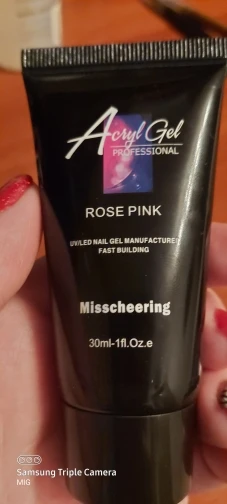 Acryl Gel
PROFESSIONAL
ROSE PINK
UV/LED NAIL GEL MANUFACTURER
FAST BUILDING
Misscheering
30ml-1fl.Oz.e
Samsung Triple Camera
MIG